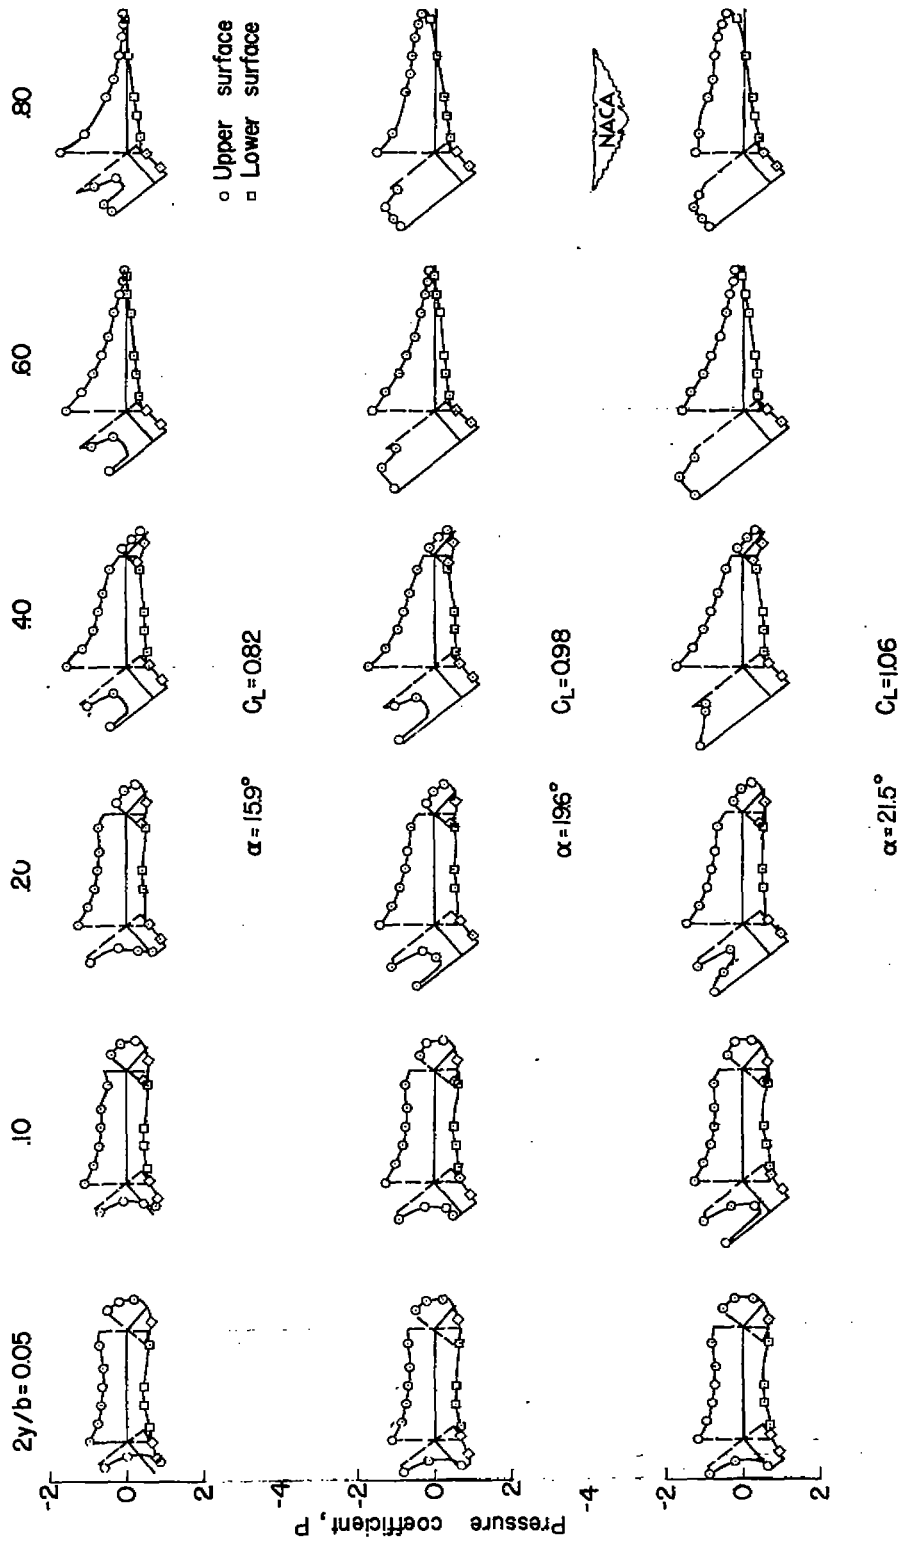 2y/b = 0.05 .10 .20 .40 .60 .80
-2
0
2
α = 15.9° C_L = 0.82
○ Upper surface
□ Lower surface
-4
-2
0
2
Pressure coefficient, P
α = 19.6° C_L = 0.98
NACA
-4
-2
0
2
α = 21.5° C_L = 1.06